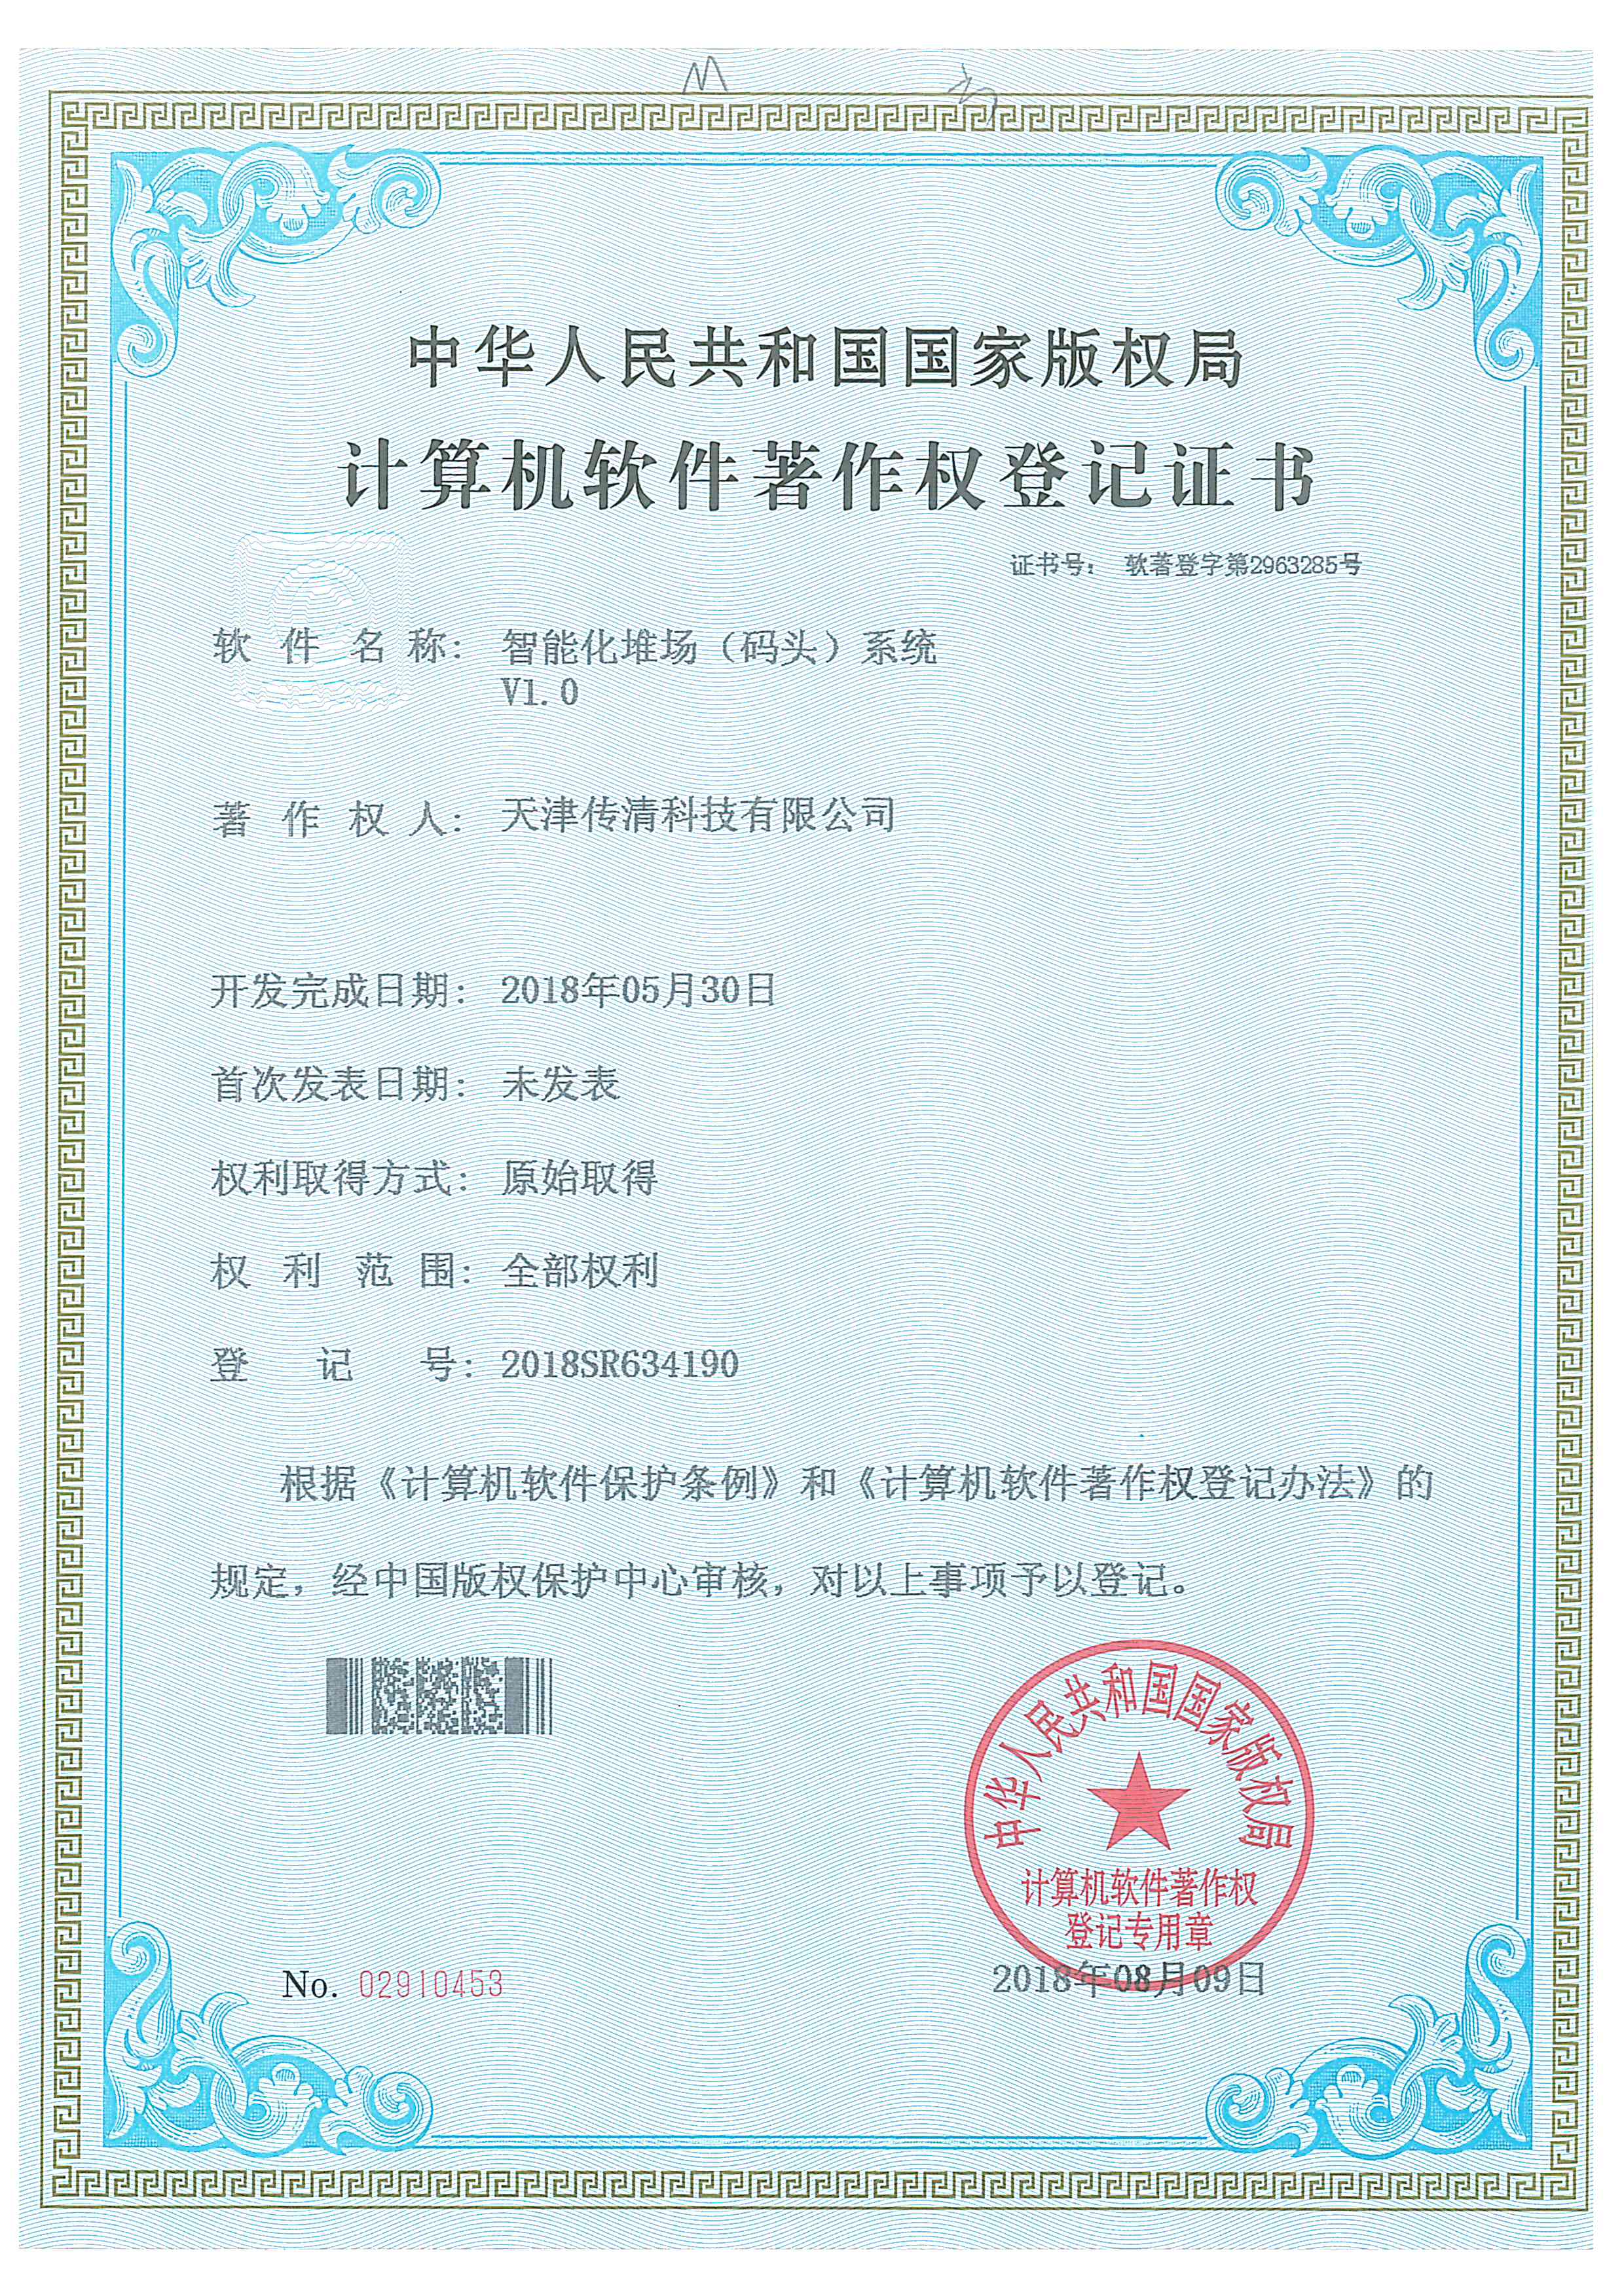 中华人民共和国国家版权局
计算机软件著作权登记证书
证书号： 软著登字第2963285号
软件名称： 智能化堆场（码头）系统
V1.0
著作权人： 天津传清科技有限公司
开发完成日期： 2018年05月30日
首次发表日期： 未发表
权利取得方式： 原始取得
权利范围： 全部权利
登记号： 2018SR634190
根据《计算机软件保护条例》和《计算机软件著作权登记办法》的
规定，经中国版权保护中心审核，对以上事项予以登记。
中华人民共和国国家版权局
计算机软件著作权
登记专用章
No. 02910453
2018年08月09日